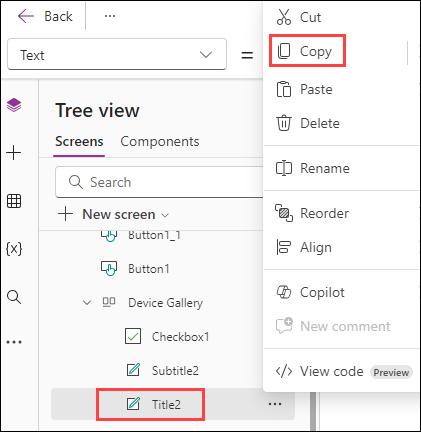 Back
Text
=
Tree view
Screens
Components
Search
New screen
Button1_1
Button1
Device Gallery
Checkbox1
Subtitle2
Title2
Cut
Copy
Paste
Delete
Rename
Reorder
Align
Copilot
New comment
View code Preview